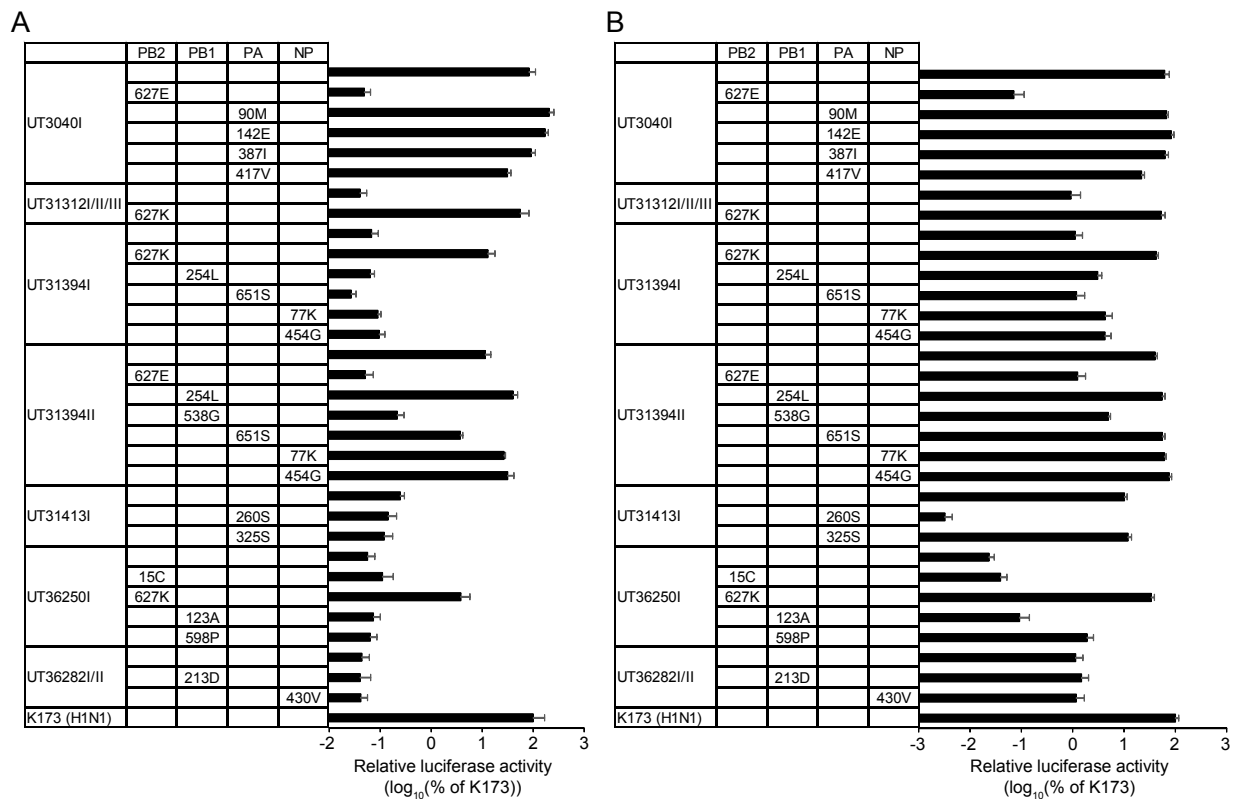 A
PB2 PB1 PA NP
UT3040I
627E
90M
142E
387I
417V
UT31312I/II/III
627K
UT31394I
627K
254L
651S
77K
454G
UT31394II
627E
254L
538G
651S
77K
454G
UT31413I
260S
325S
UT36250I
15C
627K
123A
598P
UT36282I/II
213D
430V
K173 (H1N1)
-2 -1 0 1 2 3
Relative luciferase activity
(log10(% of K173))
B
PB2 PB1 PA NP
UT3040I
627E
90M
142E
387I
417V
UT31312I/II/III
627K
UT31394I
627K
254L
651S
77K
454G
UT31394II
627E
254L
538G
651S
77K
454G
UT31413I
260S
325S
UT36250I
15C
627K
123A
598P
UT36282I/II
213D
430V
K173 (H1N1)
-3 -2 -1 0 1 2 3
Relative luciferase activity
(log10(% of K173)